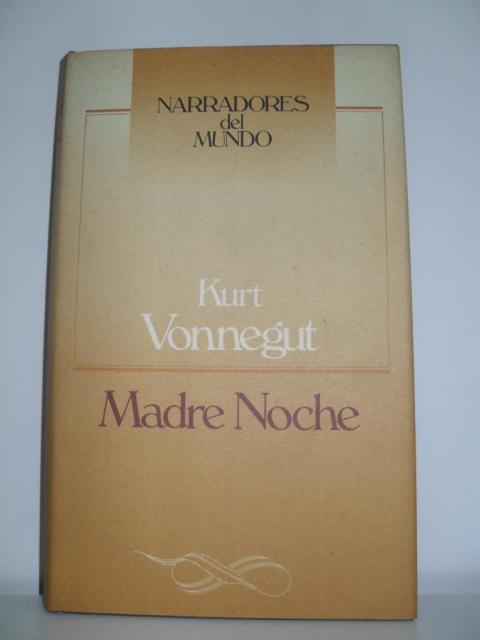 NARRADORES
del
MUNDO
Kurt
Vonnegut
Madre Noche